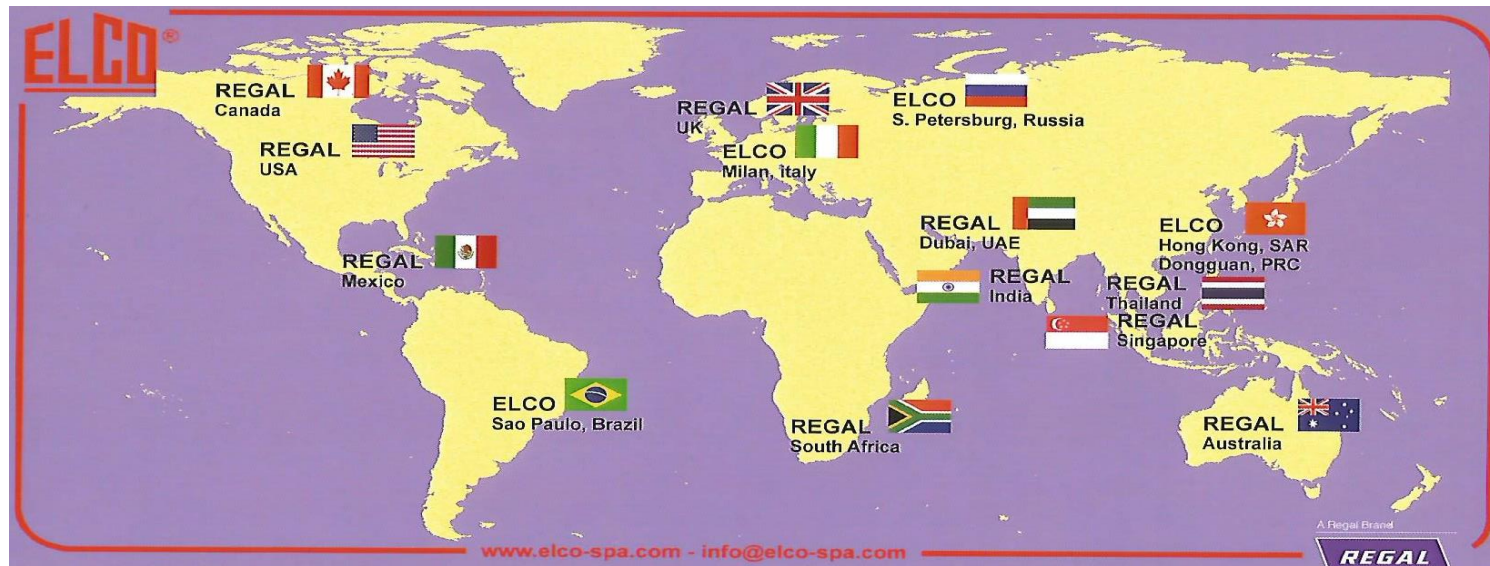 ELCO®
REGAL
Canada
REGAL
USA
REGAL
Mexico
ELCO
Sao Paulo, Brazil
REGAL
UK
ELCO
Milan, italy
ELCO
S. Petersburg, Russia
REGAL
Dubai, UAE
REGAL
India
ELCO
Hong Kong, SAR
Dongguan, PRC
REGAL
Thailand
REGAL
Singapore
REGAL
South Africa
REGAL
Australia
www.elco-spa.com - info@elco-spa.com
A Regal Brand
REGAL